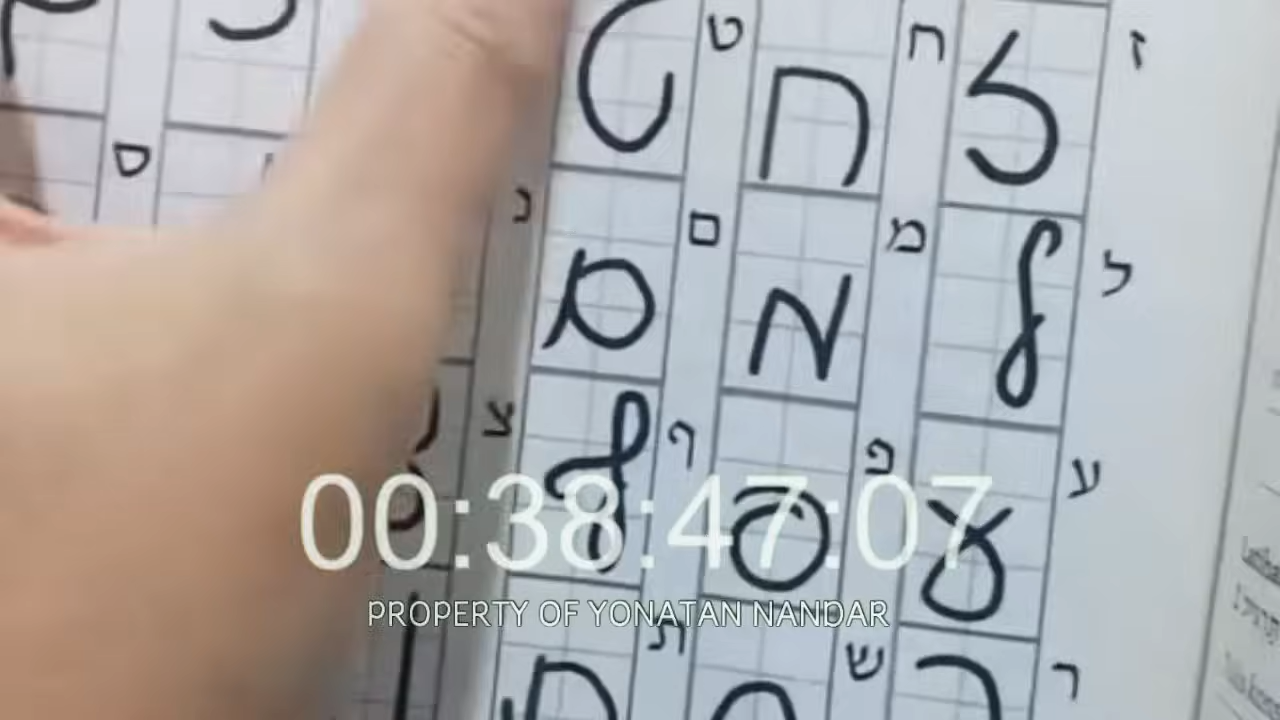 ז ח ט
ז ח ט
ס
ל מ ם נ
ל מ ם
ע פ ף צ
ע פ ף
00:38:47:07
PROPERTY OF YONATAN NANDAR
ר ש ת
ר ש ת